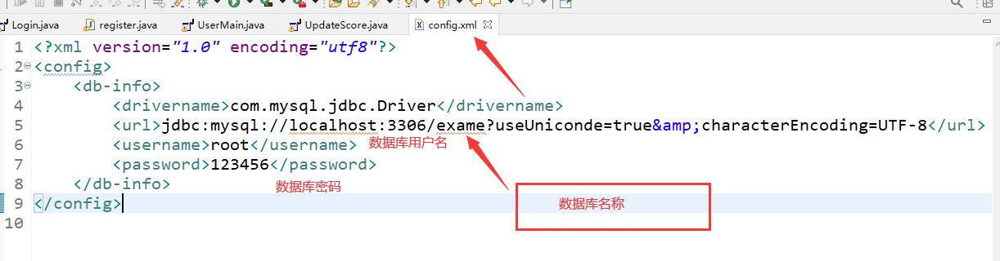 Login.java register.java UserMain.java UpdateScore.java config.xml
1 <?xml version="1.0" encoding="utf8"?>
2 <config>
3 <db-info>
4 <drivername>com.mysql.jdbc.Driver</drivername>
5 <url>jdbc:mysql://localhost:3306/exame?useUniconde=true&amp;characterEncoding=UTF-8</url>
6 <username>root</username> 数据库用户名
7 <password>123456</password>
8 </db-info> 数据库密码
9 </config> 数据库名称
10